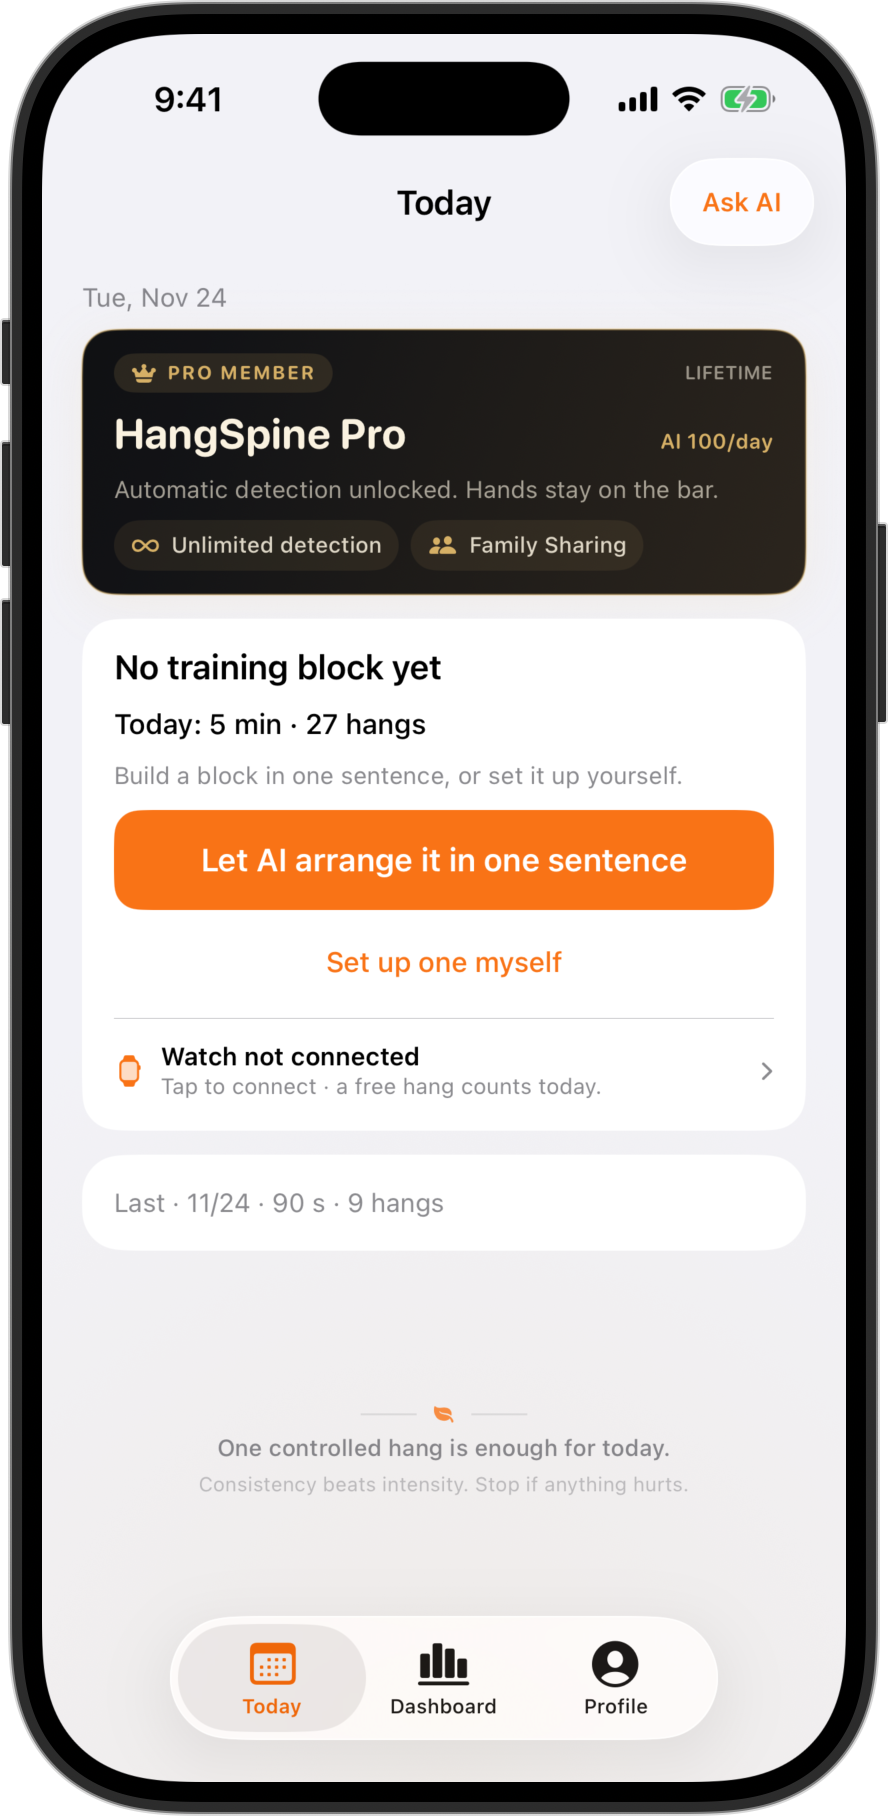 9:41
Today
Ask AI
Tue, Nov 24
PRO MEMBER
LIFETIME
HangSpine Pro
AI 100/day
Automatic detection unlocked. Hands stay on the bar.
Unlimited detection
Family Sharing
No training block yet
Today: 5 min · 27 hangs
Build a block in one sentence, or set it up yourself.
Let AI arrange it in one sentence
Set up one myself
Watch not connected
Tap to connect · a free hang counts today.
Last · 11/24 · 90 s · 9 hangs
One controlled hang is enough for today.
Consistency beats intensity. Stop if anything hurts.
Today
Dashboard
Profile